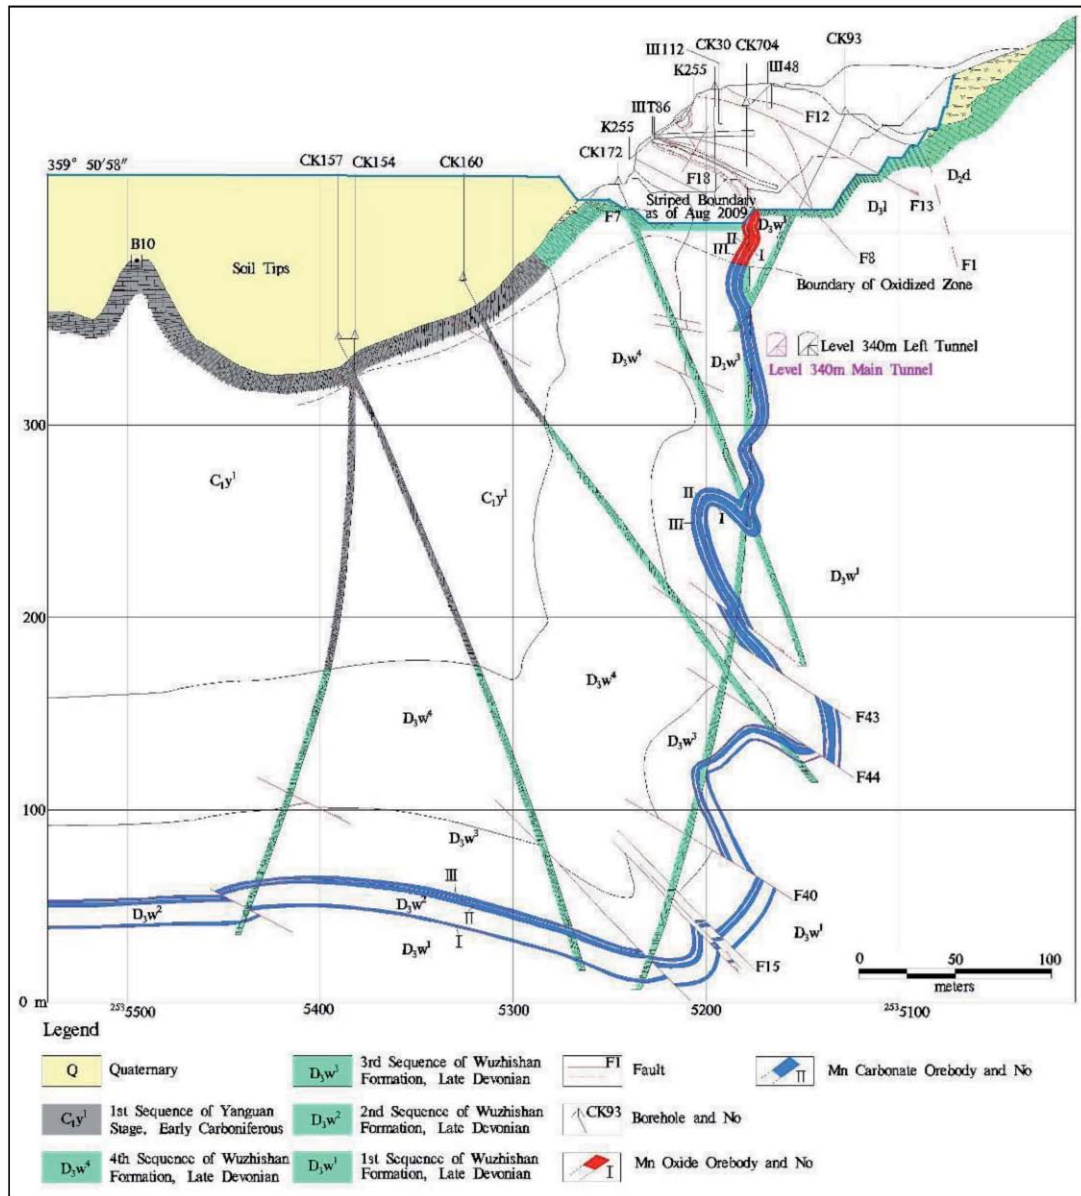 CK30 CK704 CK93
III112 III48
K255
IIIT86 F12
K255
CK172
359° 50′58″ CK157 CK154 CK160
F18 D₂d
Striped Boundary
as of Aug 2009
D₃l F13
F7 D₃w¹
B10 II
III I F8 F1
Soil Tips
Boundary of Oxidized Zone
Level 340m Left Tunnel
D₃w⁴ D₃w³
Level 340m Main Tunnel
300
C₁y¹ C₁y¹ II
III I
D₃w¹
200
D₃w⁴
D₃w⁴ F43
D₃w³
F44
100
D₃w³
III F40
D₃w² D₃w²
II
D₃w¹ I D₃w¹
F15
0 50 100
meters
0 m
²⁵³5500 5400 5300 5200 ²⁵³5100
Legend
Q Quaternary
C₁y¹ 1st Sequence of Yanguan
Stage, Early Carboniferous
D₃w⁴ 4th Sequence of Wuzhishan
Formation, Late Devonian
D₃w³ 3rd Sequence of Wuzhishan
Formation, Late Devonian
D₃w² 2nd Sequence of Wuzhishan
Formation, Late Devonian
D₃w¹ 1st Sequence of Wuzhishan
Formation, Late Devonian
F1 Fault
CK93 Borehole and No
I Mn Oxide Orebody and No
II Mn Carbonate Orebody and No